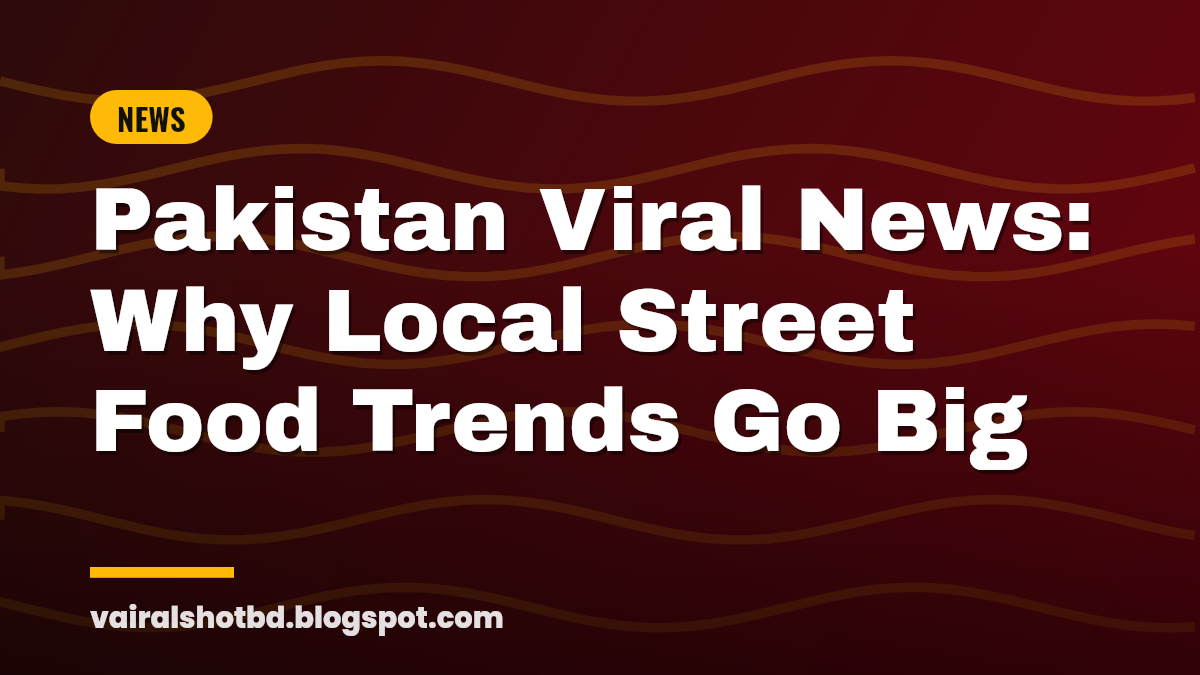 NEWS
Pakistan Viral News:
Why Local Street
Food Trends Go Big
vairalshotbd.blogspot.com